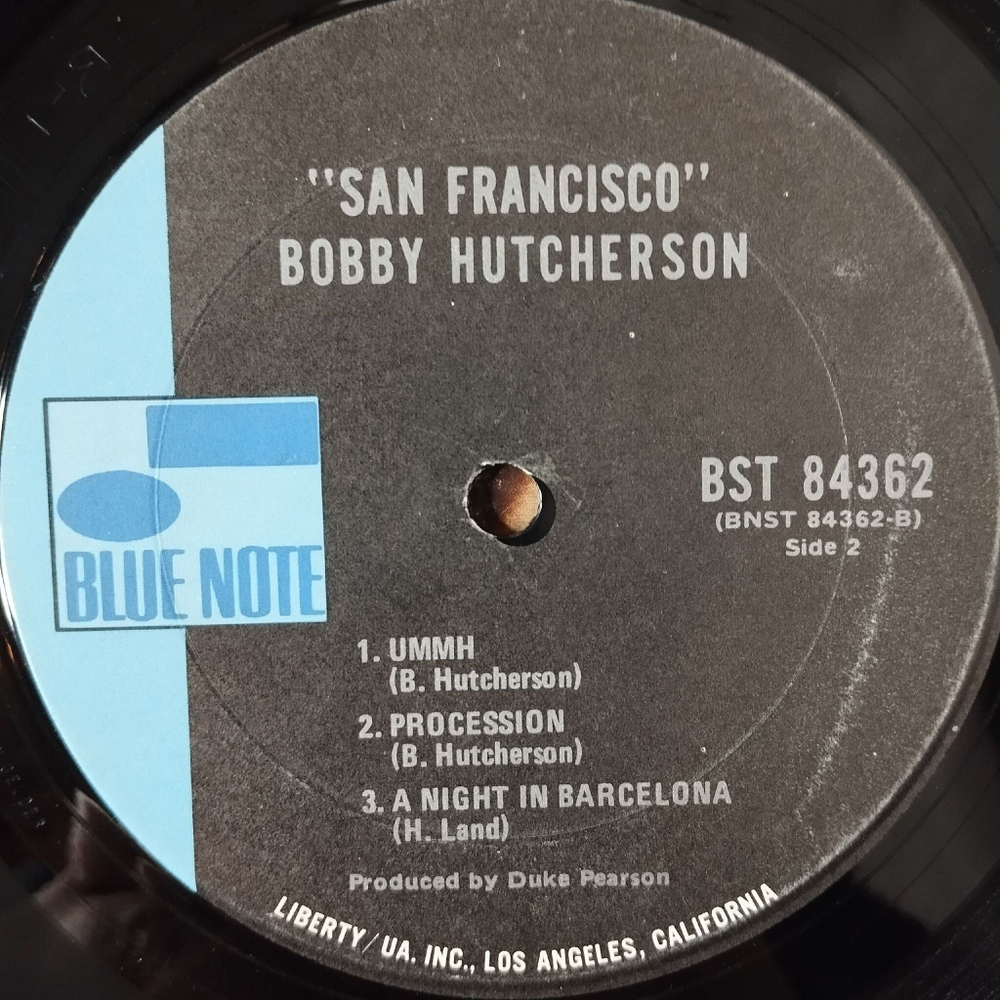 "SAN FRANCISCO"
BOBBY HUTCHERSON
BLUE NOTE
BST 84362
(BNST 84362-B)
Side 2
1. UMMH
(B. Hutcherson)
2. PROCESSION
(B. Hutcherson)
3. A NIGHT IN BARCELONA
(H. Land)
Produced by Duke Pearson
LIBERTY/UA, INC., LOS ANGELES, CALIFORNIA